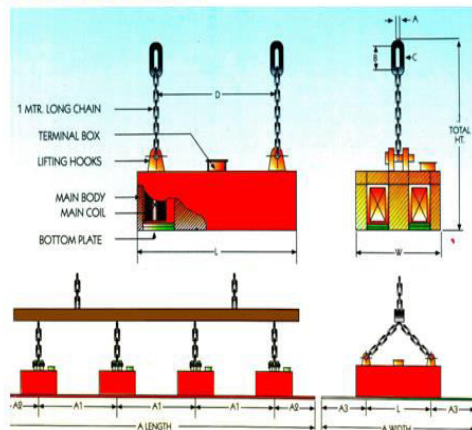 A
B
C
D
1 MTR. LONG CHAIN
TERMINAL BOX
LIFTING HOOKS
TOTAL
HT.
MAIN BODY
MAIN COIL
BOTTOM PLATE
L
W
A2 A1 A1 A1 A2
A3 L A3
A LENGTH
A WIDTH